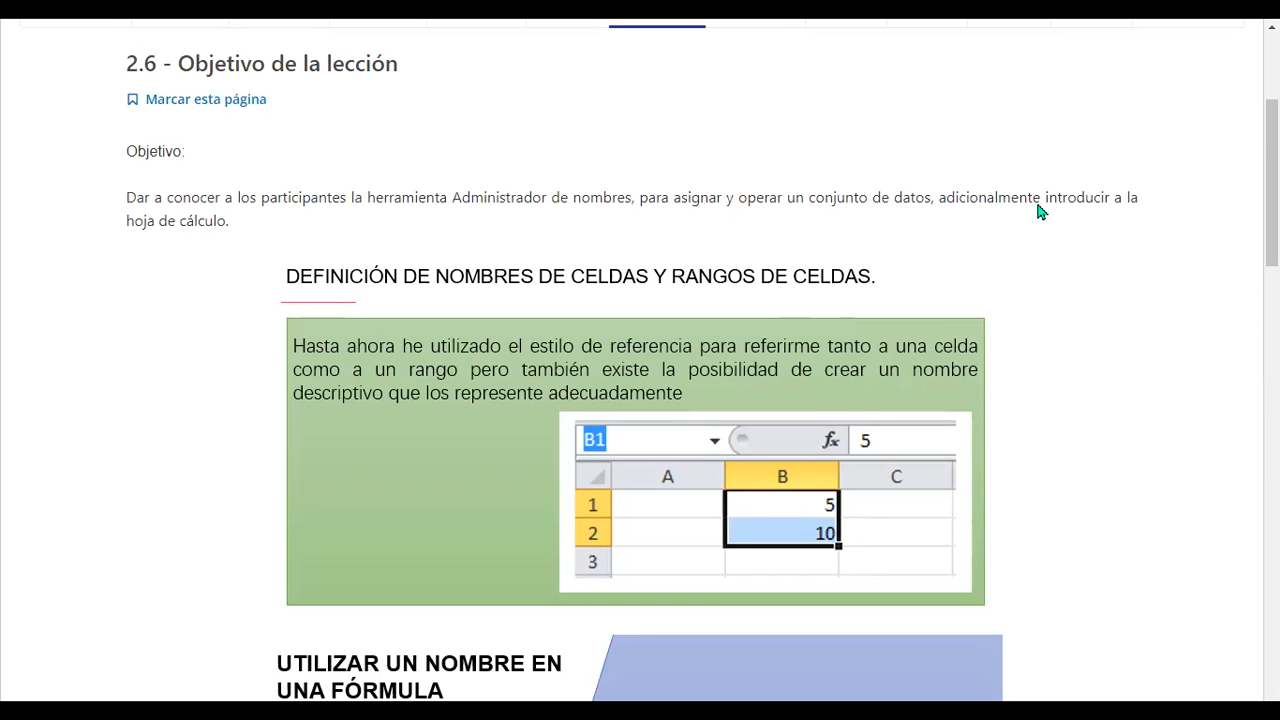 2.6 - Objetivo de la lección
Marcar esta página
Objetivo:
Dar a conocer a los participantes la herramienta Administrador de nombres, para asignar y operar un conjunto de datos, adicionalmente introducir a la
hoja de cálculo.
DEFINICIÓN DE NOMBRES DE CELDAS Y RANGOS DE CELDAS.
Hasta ahora he utilizado el estilo de referencia para referirme tanto a una celda
como a un rango pero también existe la posibilidad de crear un nombre
descriptivo que los represente adecuadamente
B1 fx 5
A B C
1 5
2 10
3
UTILIZAR UN NOMBRE EN
UNA FÓRMULA